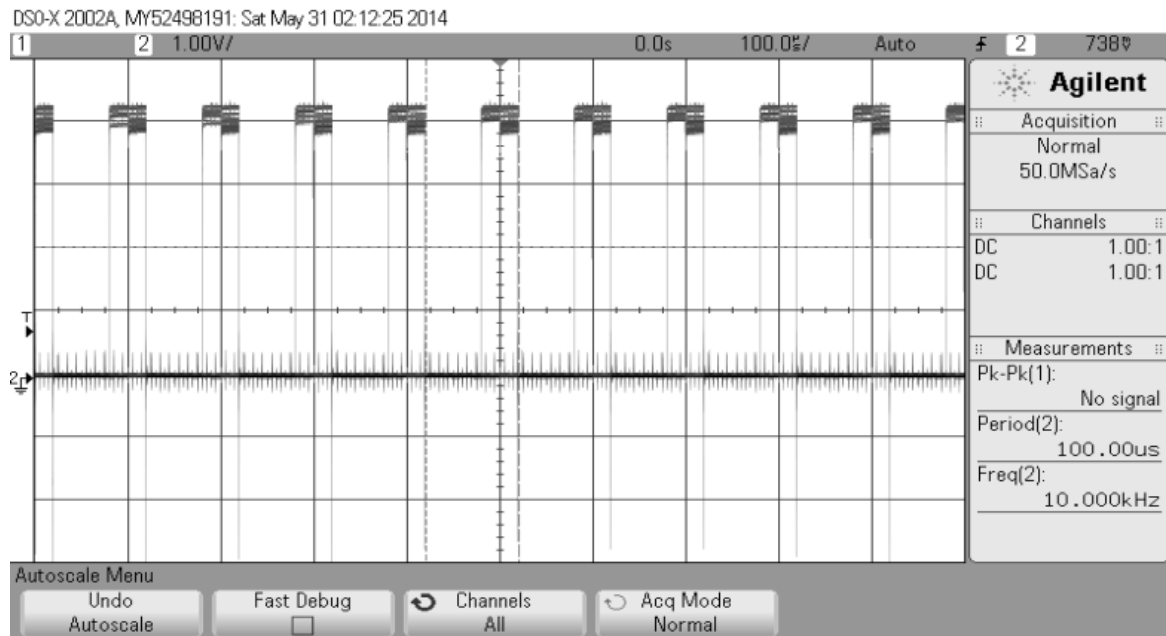 DSO-X 2002A, MY52498191: Sat May 31 02:12:25 2014
1 2 1.00V/ 0.0s 100.0㎲/ Auto 2 738
Agilent
Acquisition
Normal
50.0MSa/s
Channels
DC 1.00:1
DC 1.00:1
Measurements
Pk-Pk(1):
No signal
Period(2):
100.00us
Freq(2):
10.000kHz
T
2
Autoscale Menu
Undo Autoscale
Fast Debug
Channels
All
Acq Mode
Normal